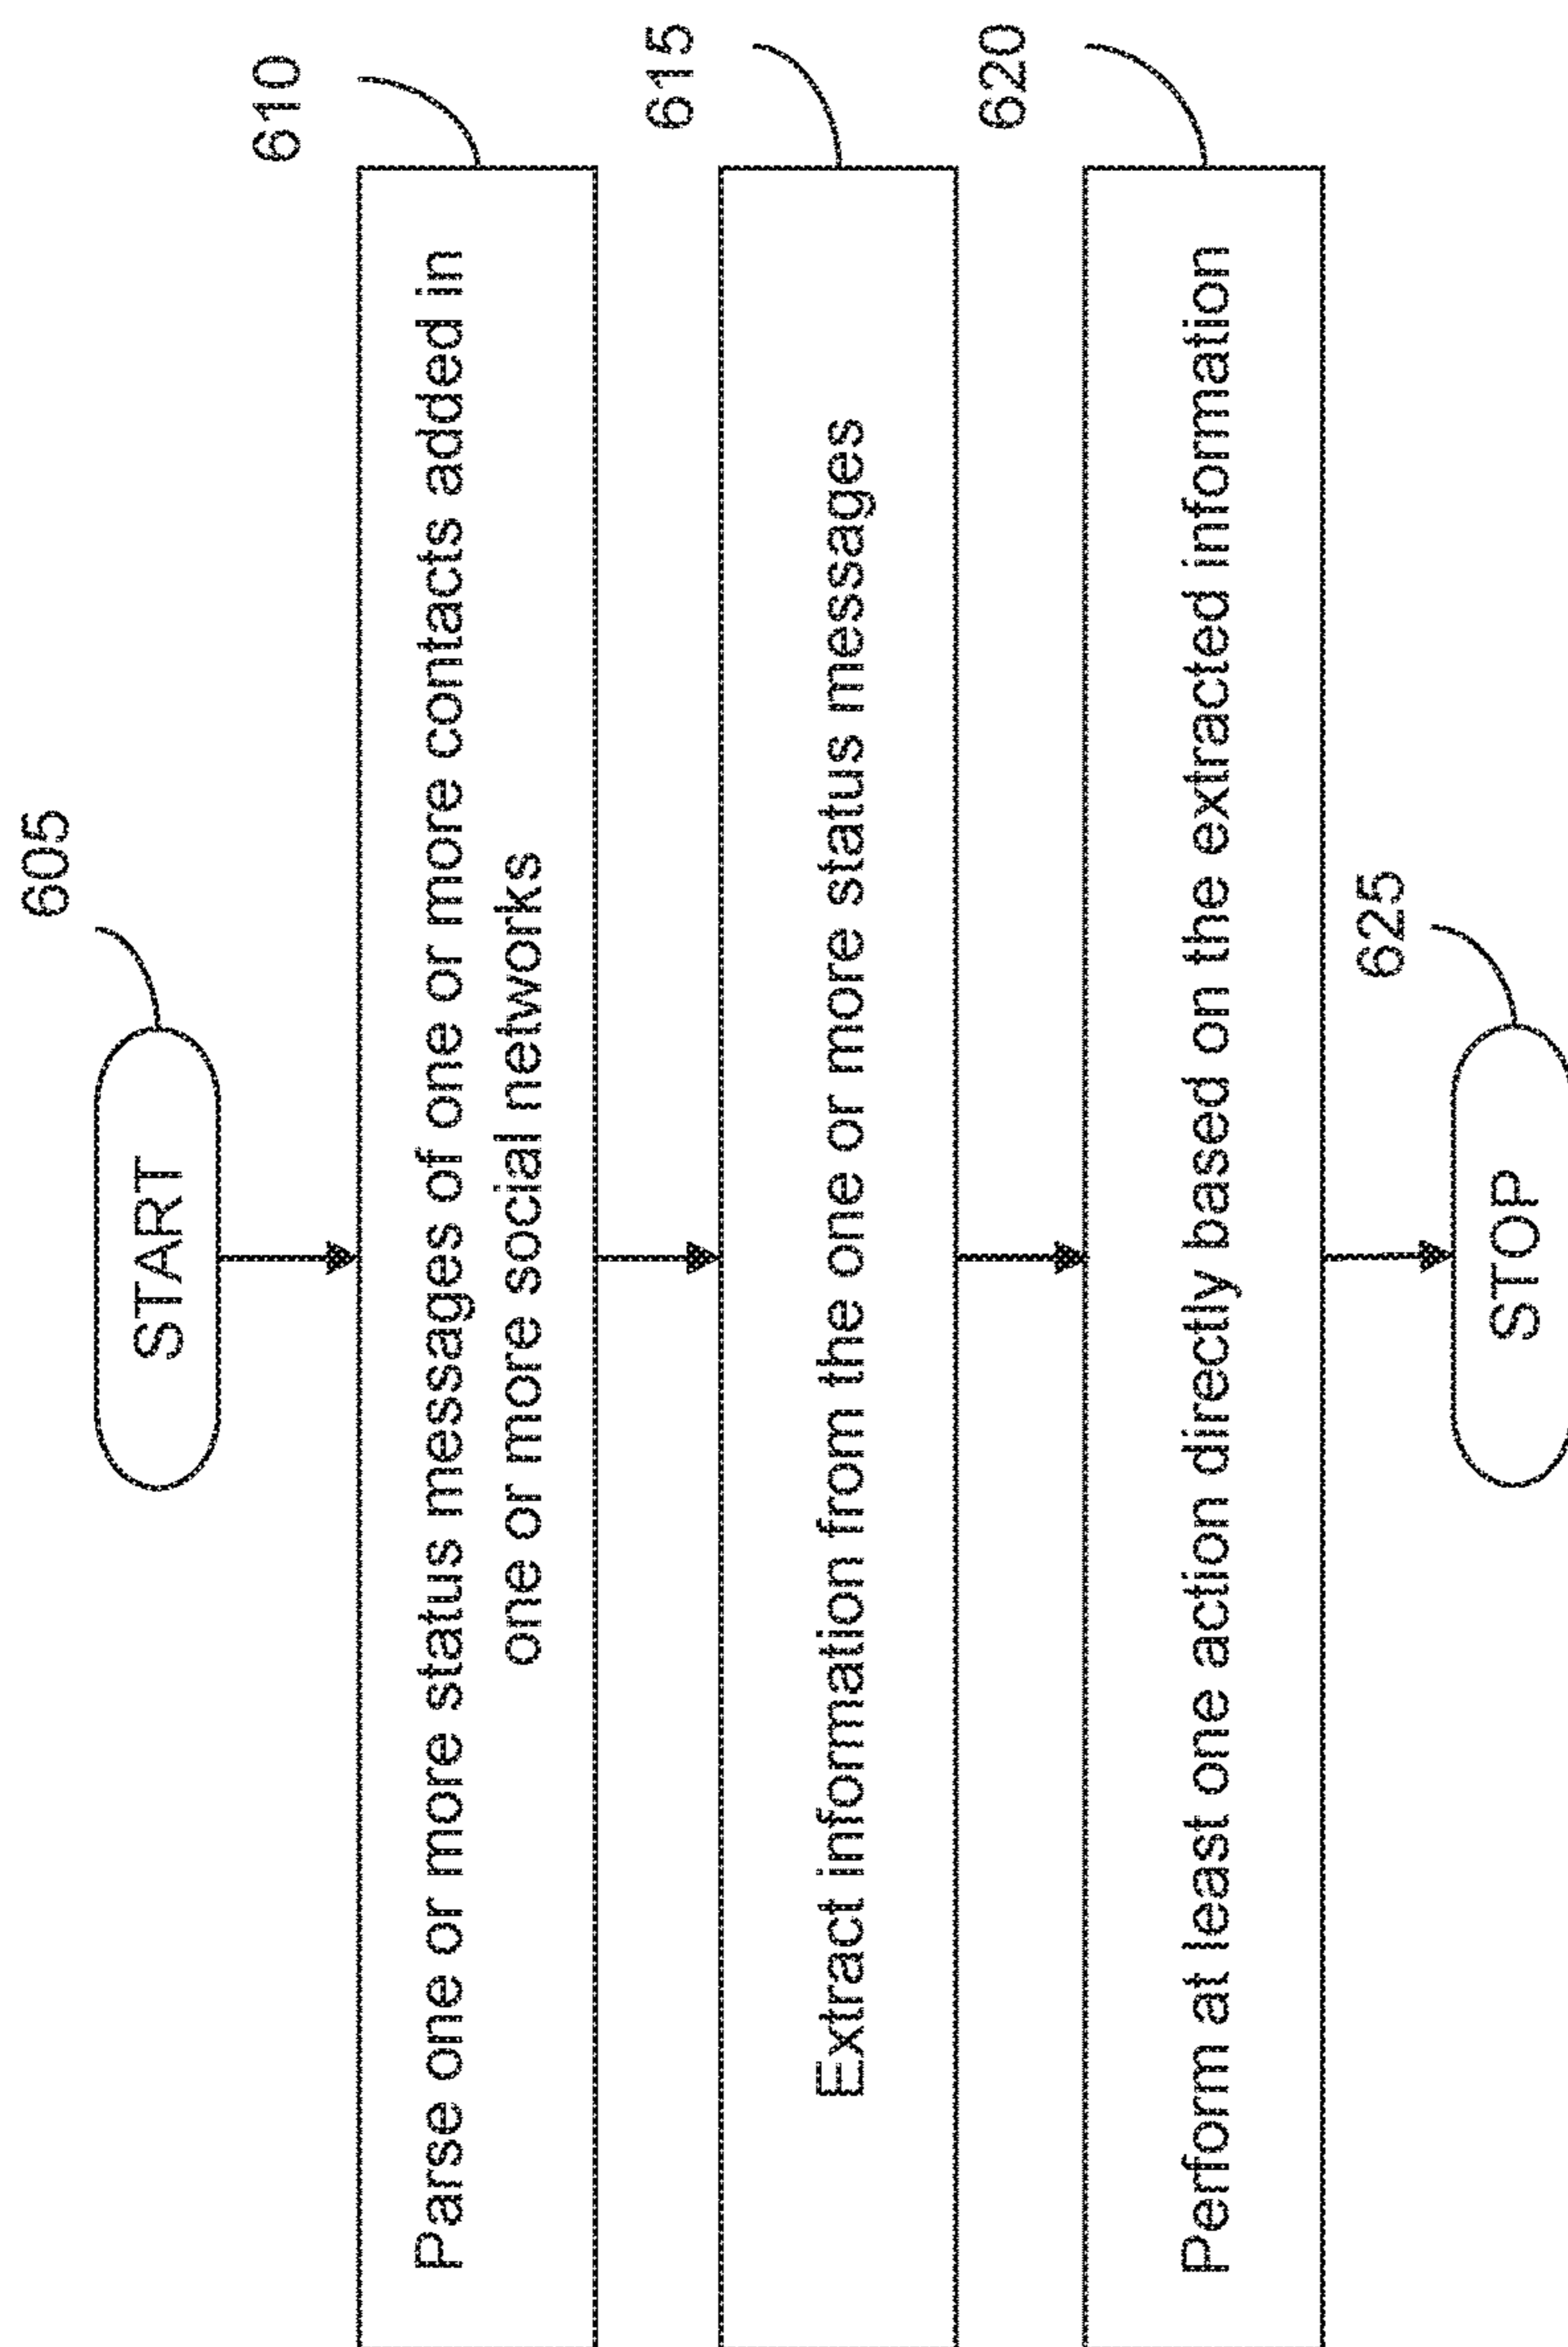 605
START
610
Parse one or more status messages of one or more contacts added in
one or more social networks
615
Extract information from the one or more status messages
620
Perform at least one action directly based on the extracted information
625
STOP